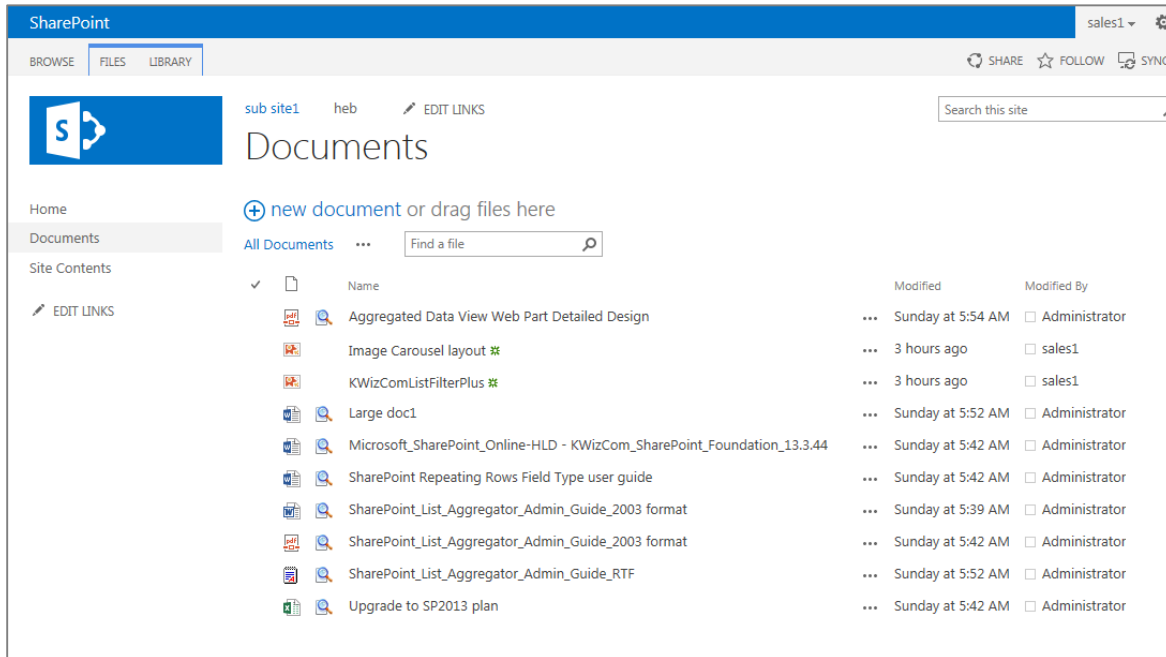 SharePoint sales1
BROWSE FILES LIBRARY SHARE FOLLOW SYNC
S
sub site1 heb EDIT LINKS Search this site
Documents
Home
Documents
Site Contents
EDIT LINKS
new document or drag files here
All Documents ... Find a file
Name Modified Modified By
pdf Aggregated Data View Web Part Detailed Design ... Sunday at 5:54 AM Administrator
Image Carousel layout ... 3 hours ago sales1
KWizComListFilterPlus ... 3 hours ago sales1
Large doc1 ... Sunday at 5:52 AM Administrator
Microsoft_SharePoint_Online-HLD - KWizCom_SharePoint_Foundation_13.3.44 ... Sunday at 5:42 AM Administrator
SharePoint Repeating Rows Field Type user guide ... Sunday at 5:42 AM Administrator
SharePoint_List_Aggregator_Admin_Guide_2003 format ... Sunday at 5:39 AM Administrator
pdf SharePoint_List_Aggregator_Admin_Guide_2003 format ... Sunday at 5:42 AM Administrator
SharePoint_List_Aggregator_Admin_Guide_RTF ... Sunday at 5:52 AM Administrator
Upgrade to SP2013 plan ... Sunday at 5:42 AM Administrator